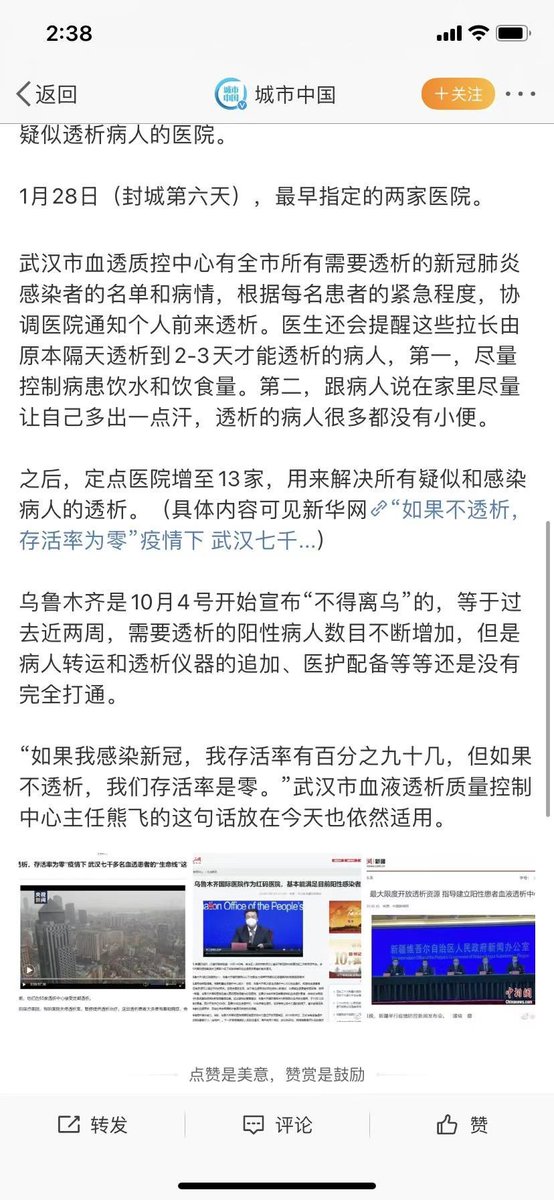 2:38
返回
城市中国
+关注
疑似透析病人的医院。
1月28日（封城第六天），最早指定的两家医院。
武汉市血透质控中心有全市所有需要透析的新冠肺炎
感染者的名单和病情，根据每名患者的紧急程度，协
调医院通知个人前来透析。医生还会提醒这些拉长由
原本隔天透析到2-3天才能透析的病人，第一，尽量
控制病患饮水和饮食量。第二，跟病人说在家里尽量
让自己多出一点汗，透析的病人很多都没有小便。
之后，定点医院增至13家，用来解决所有疑似和感染
病人的透析。（具体内容可见新华网“如果不透析，
存活率为零”疫情下 武汉七千...）
乌鲁木齐是10月4号开始宣布“不得离乌”的，等于过
去近两周，需要透析的阳性病人数目不断增加，但是
病人转运和透析仪器的追加、医护配备等等还是没有
完全打通。
“如果我感染新冠，我存活率有百分之九十几，但如果
不透析，我们存活率是零。”武汉市血液透析质量控制
中心主任熊飞的这句话放在今天也依然适用。
透析，存活率为零”疫情下 武汉七千多名血透患者的“生命线”这
央视新闻
乌鲁木齐国际医院作为红码医院，基本能满足目前阳性感染者
ation Office of the People's
最大限度开放透析资源 指导建立阳性患者血液透析中
新疆维吾尔自治区人民政府新闻办公室
中新网
Chinanews.com
点赞是美意，赞赏是鼓励
转发
评论
赞